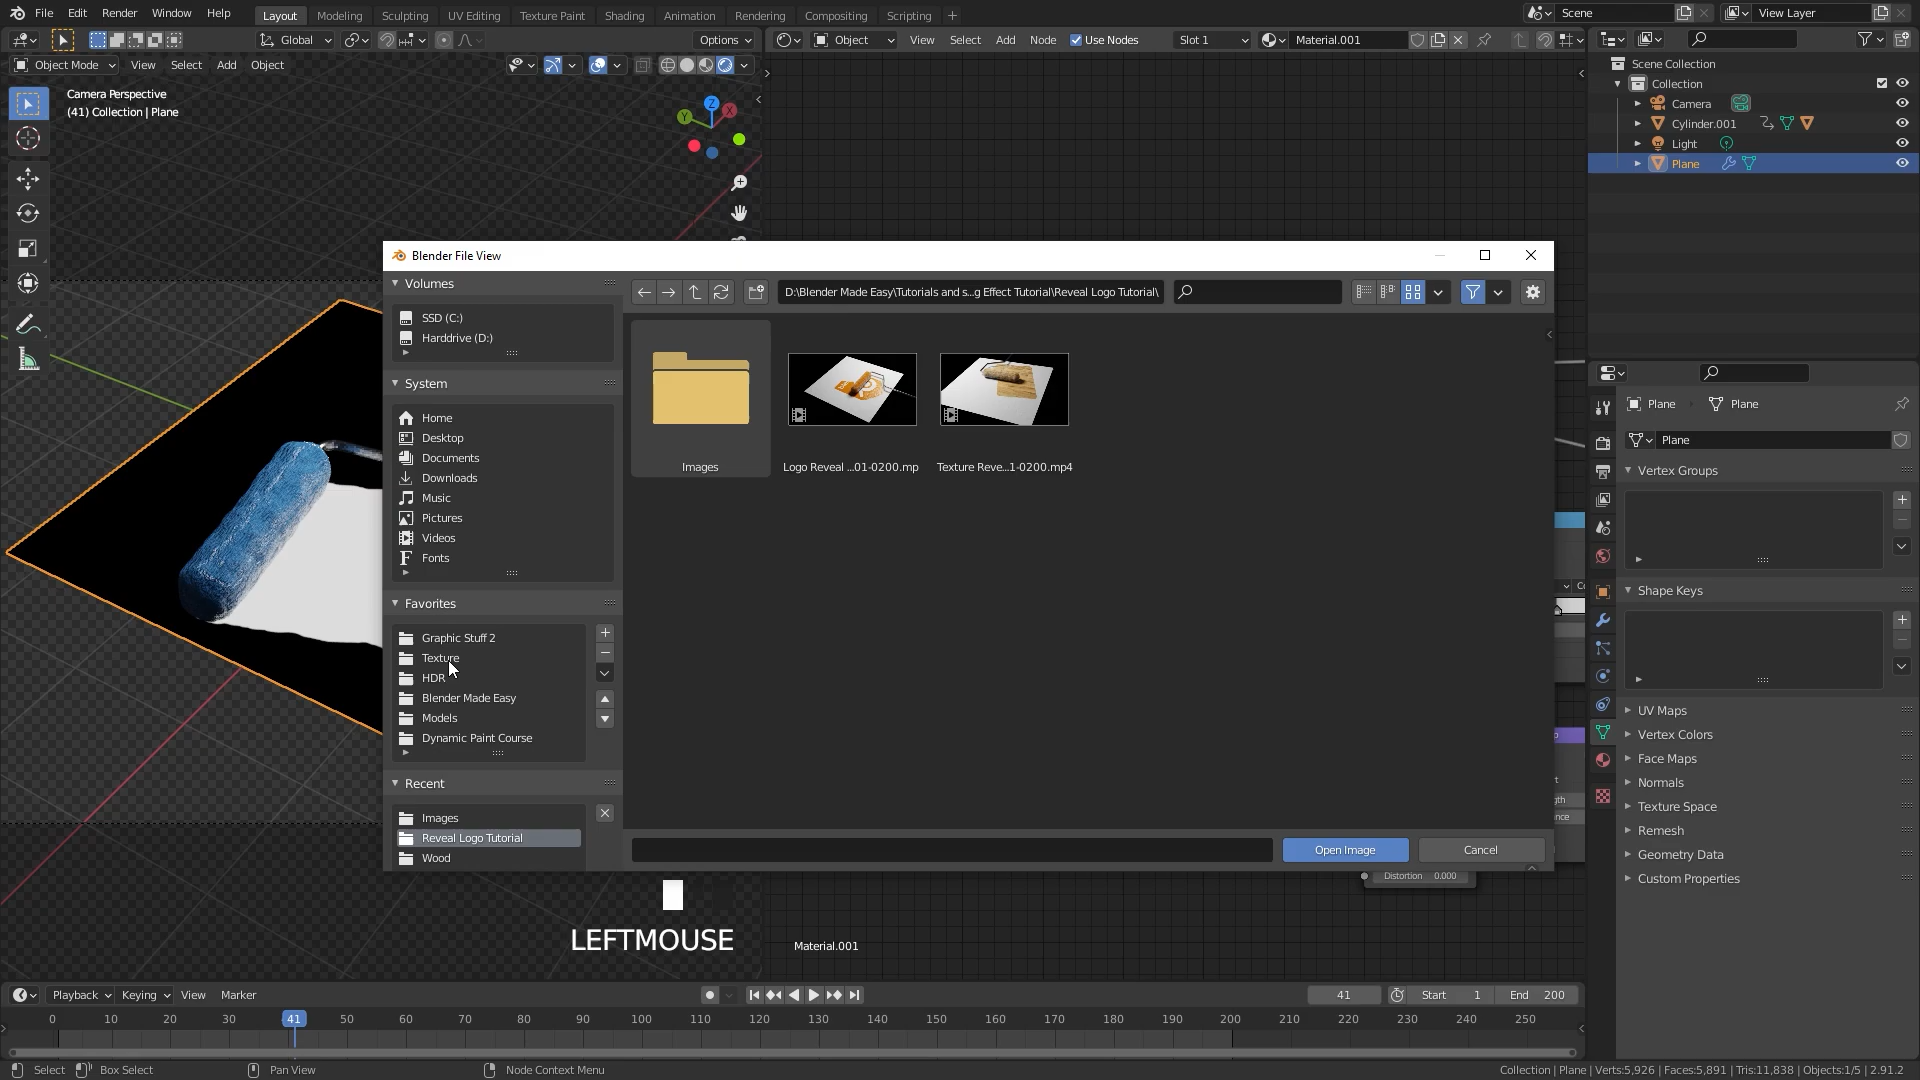 File Edit Render Window Help Layout Modeling Sculpting UV Editing Texture Paint Shading Animation Rendering Compositing Scripting + Scene View Layer
Global Options Object View Select Add Node Use Nodes Slot 1 Material.001
Object Mode View Select Add Object
Camera Perspective
(41) Collection | Plane
Z
Y
X
Scene Collection
Collection
Camera
Cylinder.001
Light
Plane
Blender File View
Volumes
SSD (C:)
Harddrive (D:)
System
Home
Desktop
Documents
Downloads
Music
Pictures
Videos
Fonts
Favorites
Graphic Stuff 2
Texture
HDR
Blender Made Easy
Models
Dynamic Paint Course
Recent
Images
Reveal Logo Tutorial
Wood
D:\Blender Made Easy\Tutorials and s...g Effect Tutorial\Reveal Logo Tutorial\
Images
Logo Reveal ...01-0200.mp
Texture Reve...1-0200.mp4
Open Image Cancel
Distortion 0.000
Material.001
LEFTMOUSE
Plane Plane
Plane
Vertex Groups
Shape Keys
UV Maps
Vertex Colors
Face Maps
Normals
Texture Space
Remesh
Geometry Data
Custom Properties
Playback Keying View Marker 41 Start 1 End 200
0 10 20 30 41 50 60 70 80 90 100 110 120 130 140 150 160 170 180 190 200 210 220 230 240 250
Select Box Select Pan View Node Context Menu Collection | Plane | Verts:5,926 | Faces:5,891 | Tris:11,838 | Objects:1/5 | 2.91.2